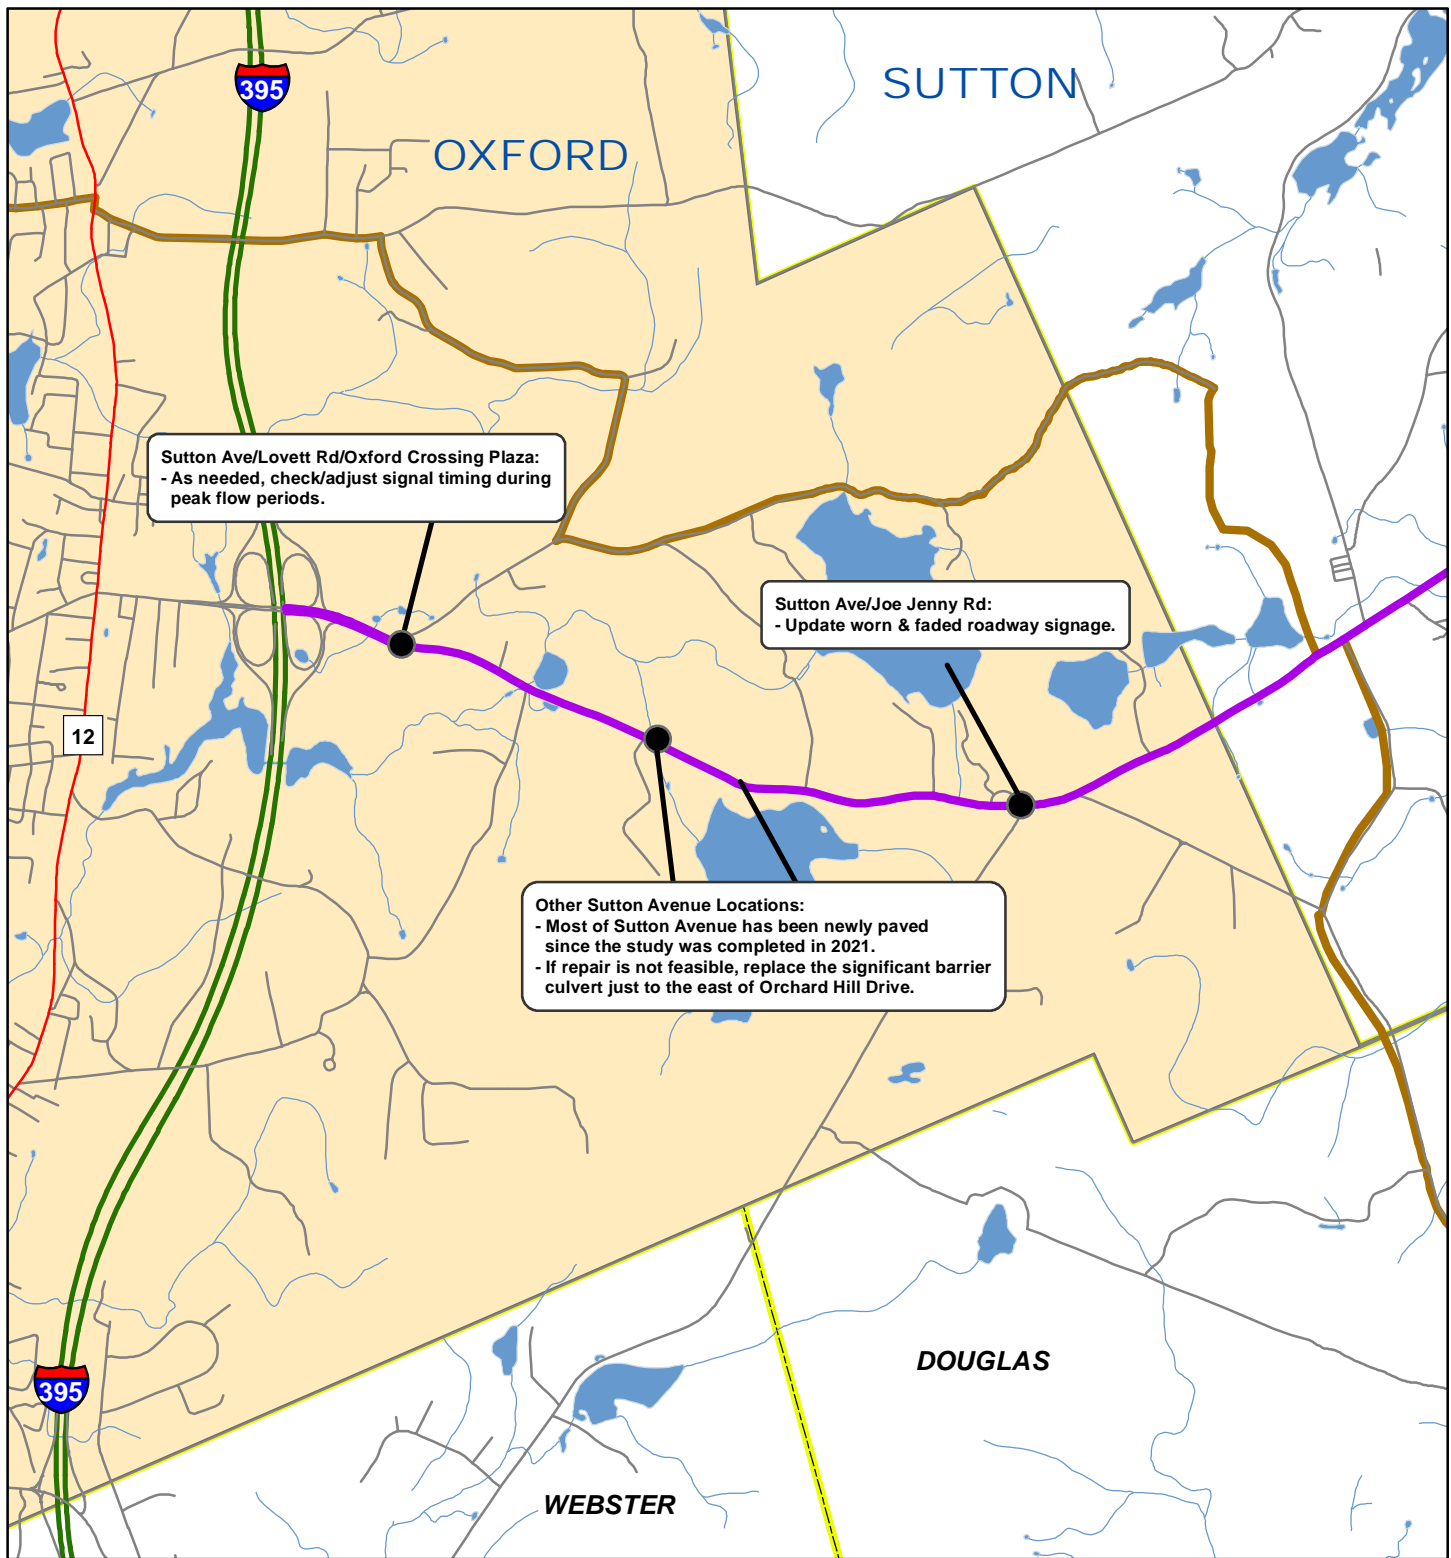 SUTTON
395
OXFORD
Sutton Ave/Lovett Rd/Oxford Crossing Plaza:
- As needed, check/adjust signal timing during
peak flow periods.
Sutton Ave/Joe Jenny Rd:
- Update worn & faded roadway signage.
12
Other Sutton Avenue Locations:
- Most of Sutton Avenue has been newly paved
since the study was completed in 2021.
- If repair is not feasible, replace the significant barrier
culvert just to the east of Orchard Hill Drive.
DOUGLAS
395
WEBSTER